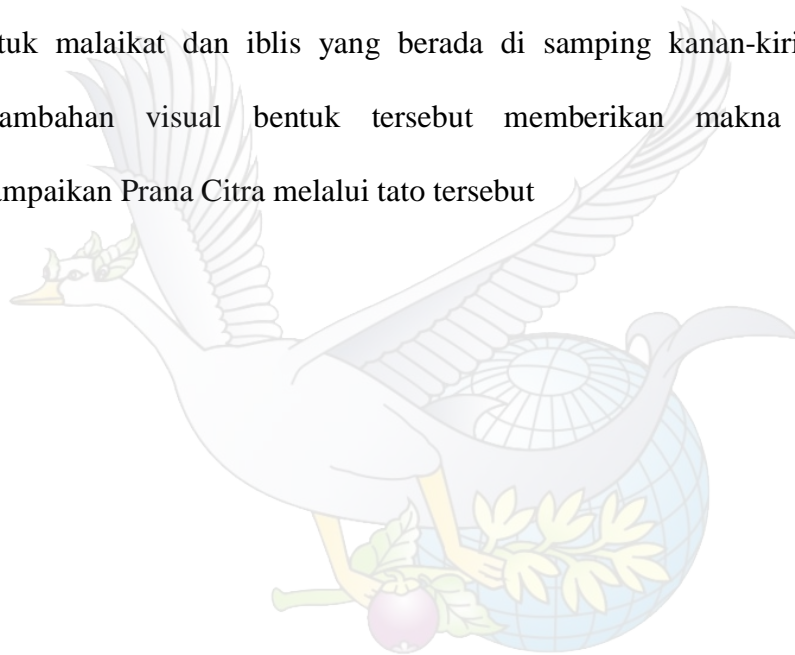 tuk malaikat dan iblis yang berada di samping kanan-kiri
ambahan visual bentuk tersebut memberikan makna
ampaikan Prana Citra melalui tato tersebut